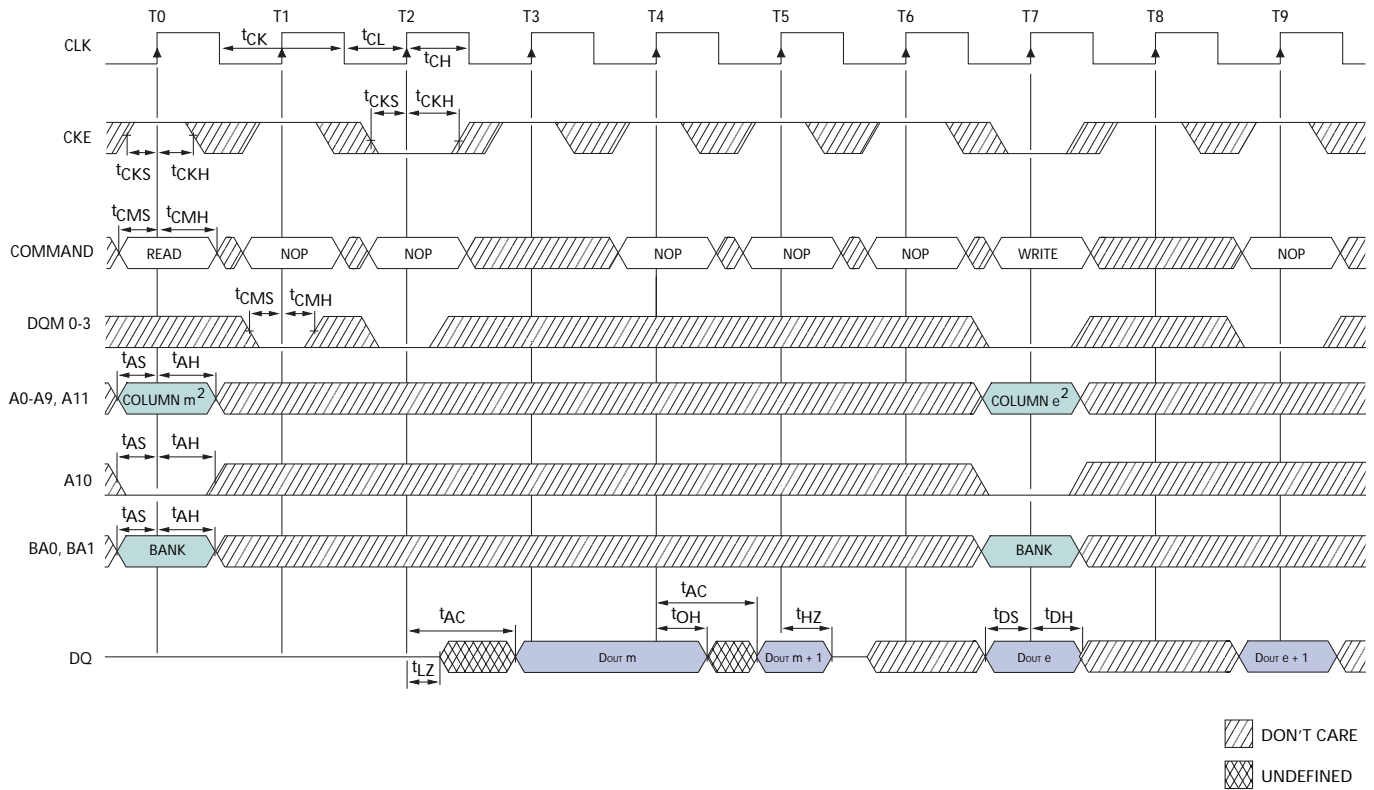 T0 T1 T2 T3 T4 T5 T6 T7 T8 T9
CLK
tCK tCL
tCH
tCKS tCKH
CKE
tCKS tCKH
tCMS tCMH
COMMAND READ NOP NOP NOP NOP NOP WRITE NOP
tCMS tCMH
DQM 0-3
tAS tAH
A0-A9, A11 COLUMN m2 COLUMN e2
tAS tAH
A10
tAS tAH
BA0, BA1 BANK BANK
tAC
tAC tOH tHZ tDS tDH
DQ DOUT m DOUT m + 1 DOUT e DOUT e + 1
tLZ
DON'T CARE
UNDEFINED